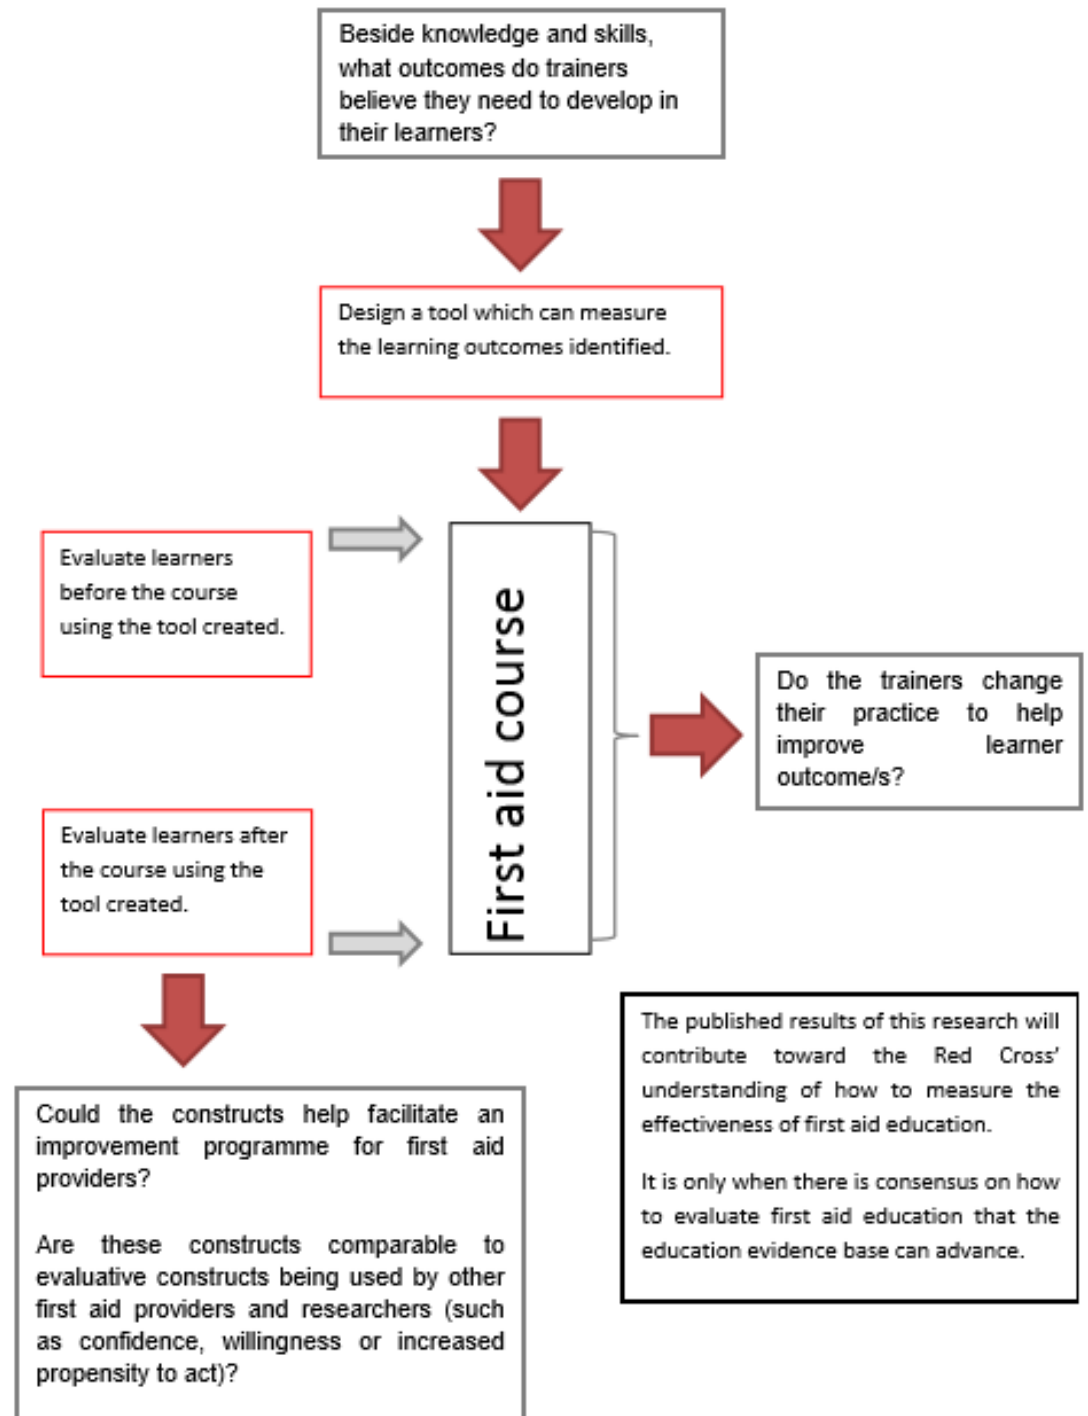 Beside knowledge and skills,
what outcomes do trainers
believe they need to develop in
their learners?
Design a tool which can measure
the learning outcomes identified.
Evaluate learners
before the course
using the tool created.
First aid course
Do the trainers change
their practice to help
improve learner
outcome/s?
Evaluate learners after
the course using the
tool created.
Could the constructs help facilitate an
improvement programme for first aid
providers?
Are these constructs comparable to
evaluative constructs being used by other
first aid providers and researchers (such
as confidence, willingness or increased
propensity to act)?
The published results of this research will
contribute toward the Red Cross’
understanding of how to measure the
effectiveness of first aid education.
It is only when there is consensus on how
to evaluate first aid education that the
education evidence base can advance.